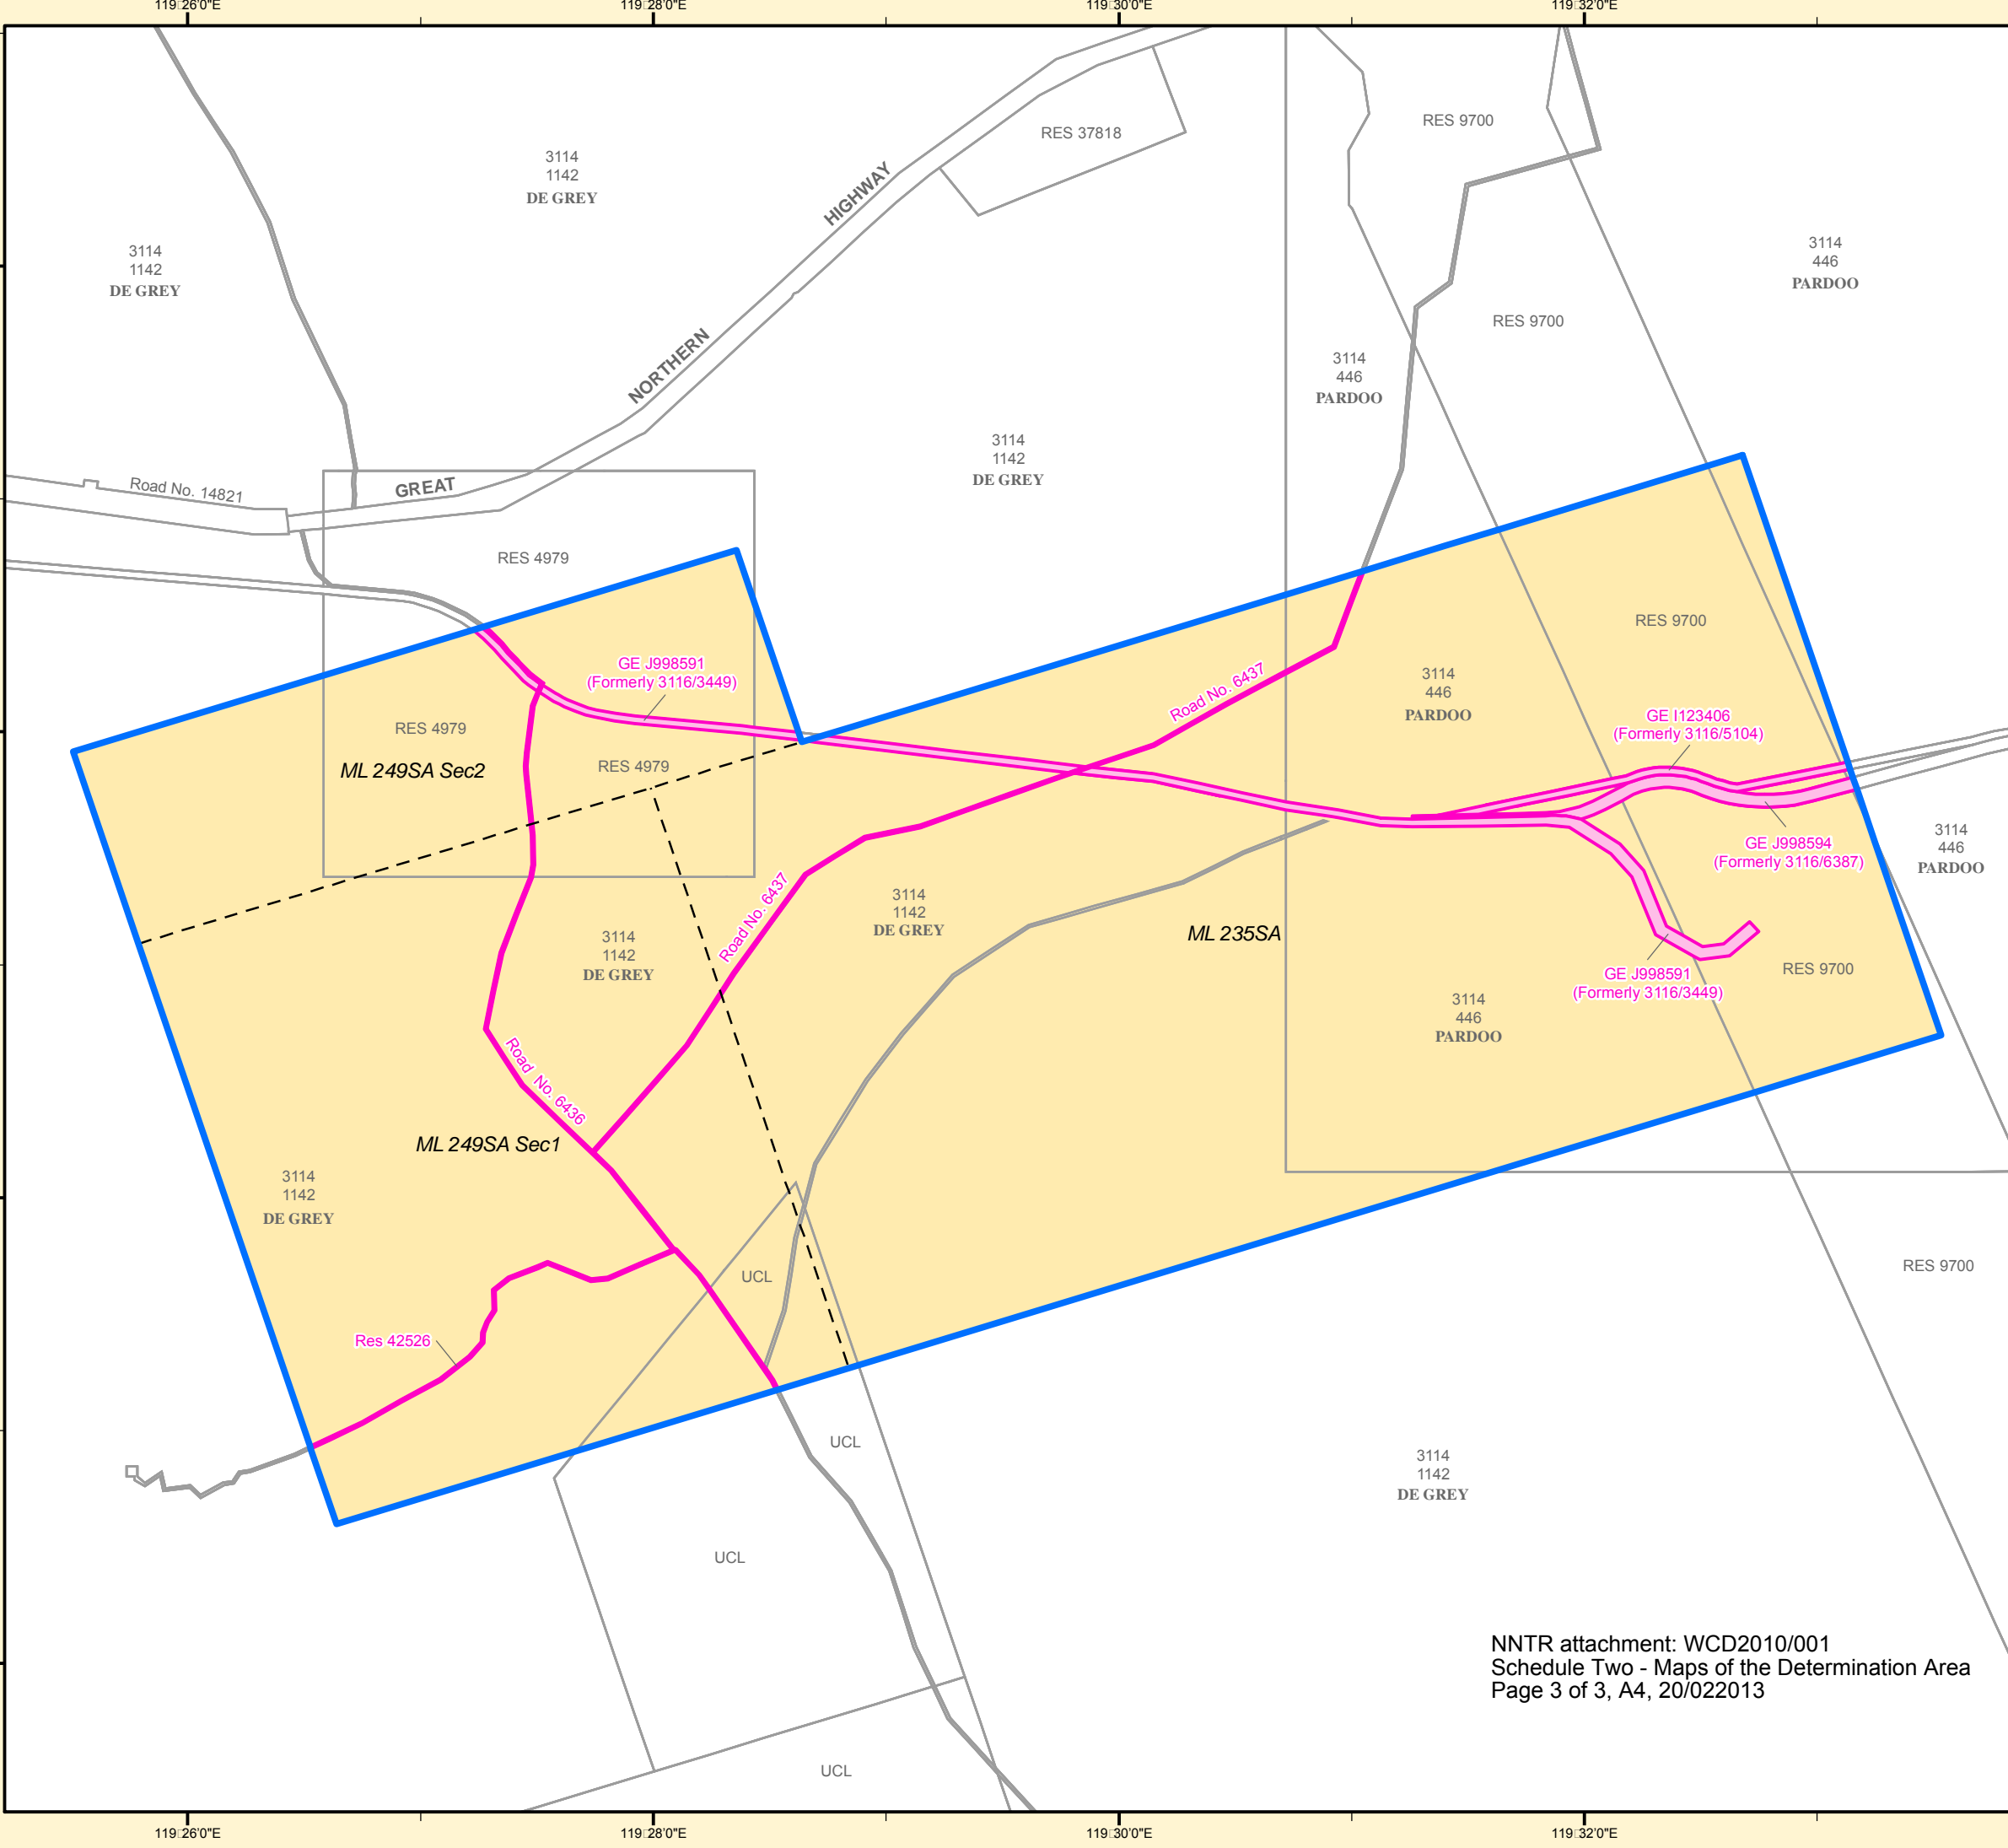 119°26'0"E
119°28'0"E
119°30'0"E
119°32'0"E
RES 37818
RES 9700
3114
1142
DE GREY
HIGHWAY
3114
1142
DE GREY
3114
446
PARDOO
RES 9700
NORTHERN
3114
446
PARDOO
3114
1142
DE GREY
Road No. 14821
GREAT
RES 4979
RES 9700
GE J998591
(Formerly 3116/3449)
Road No. 6437
3114
446
PARDOO
GE I123406
(Formerly 3116/5104)
RES 4979
ML 249SA Sec2
RES 4979
GE J998594
(Formerly 3116/6387)
3114
446
PARDOO
Road No. 6437
3114
1142
DE GREY
3114
1142
DE GREY
ML 235SA
GE J998591
(Formerly 3116/3449)
RES 9700
3114
446
PARDOO
Road No. 6436
ML 249SA Sec1
3114
1142
DE GREY
UCL
RES 9700
Res 42526
UCL
3114
1142
DE GREY
UCL
NNTR attachment: WCD2010/001
Schedule Two - Maps of the Determination Area
Page 3 of 3, A4, 20/022013
UCL
119°26'0"E
119°28'0"E
119°30'0"E
119°32'0"E